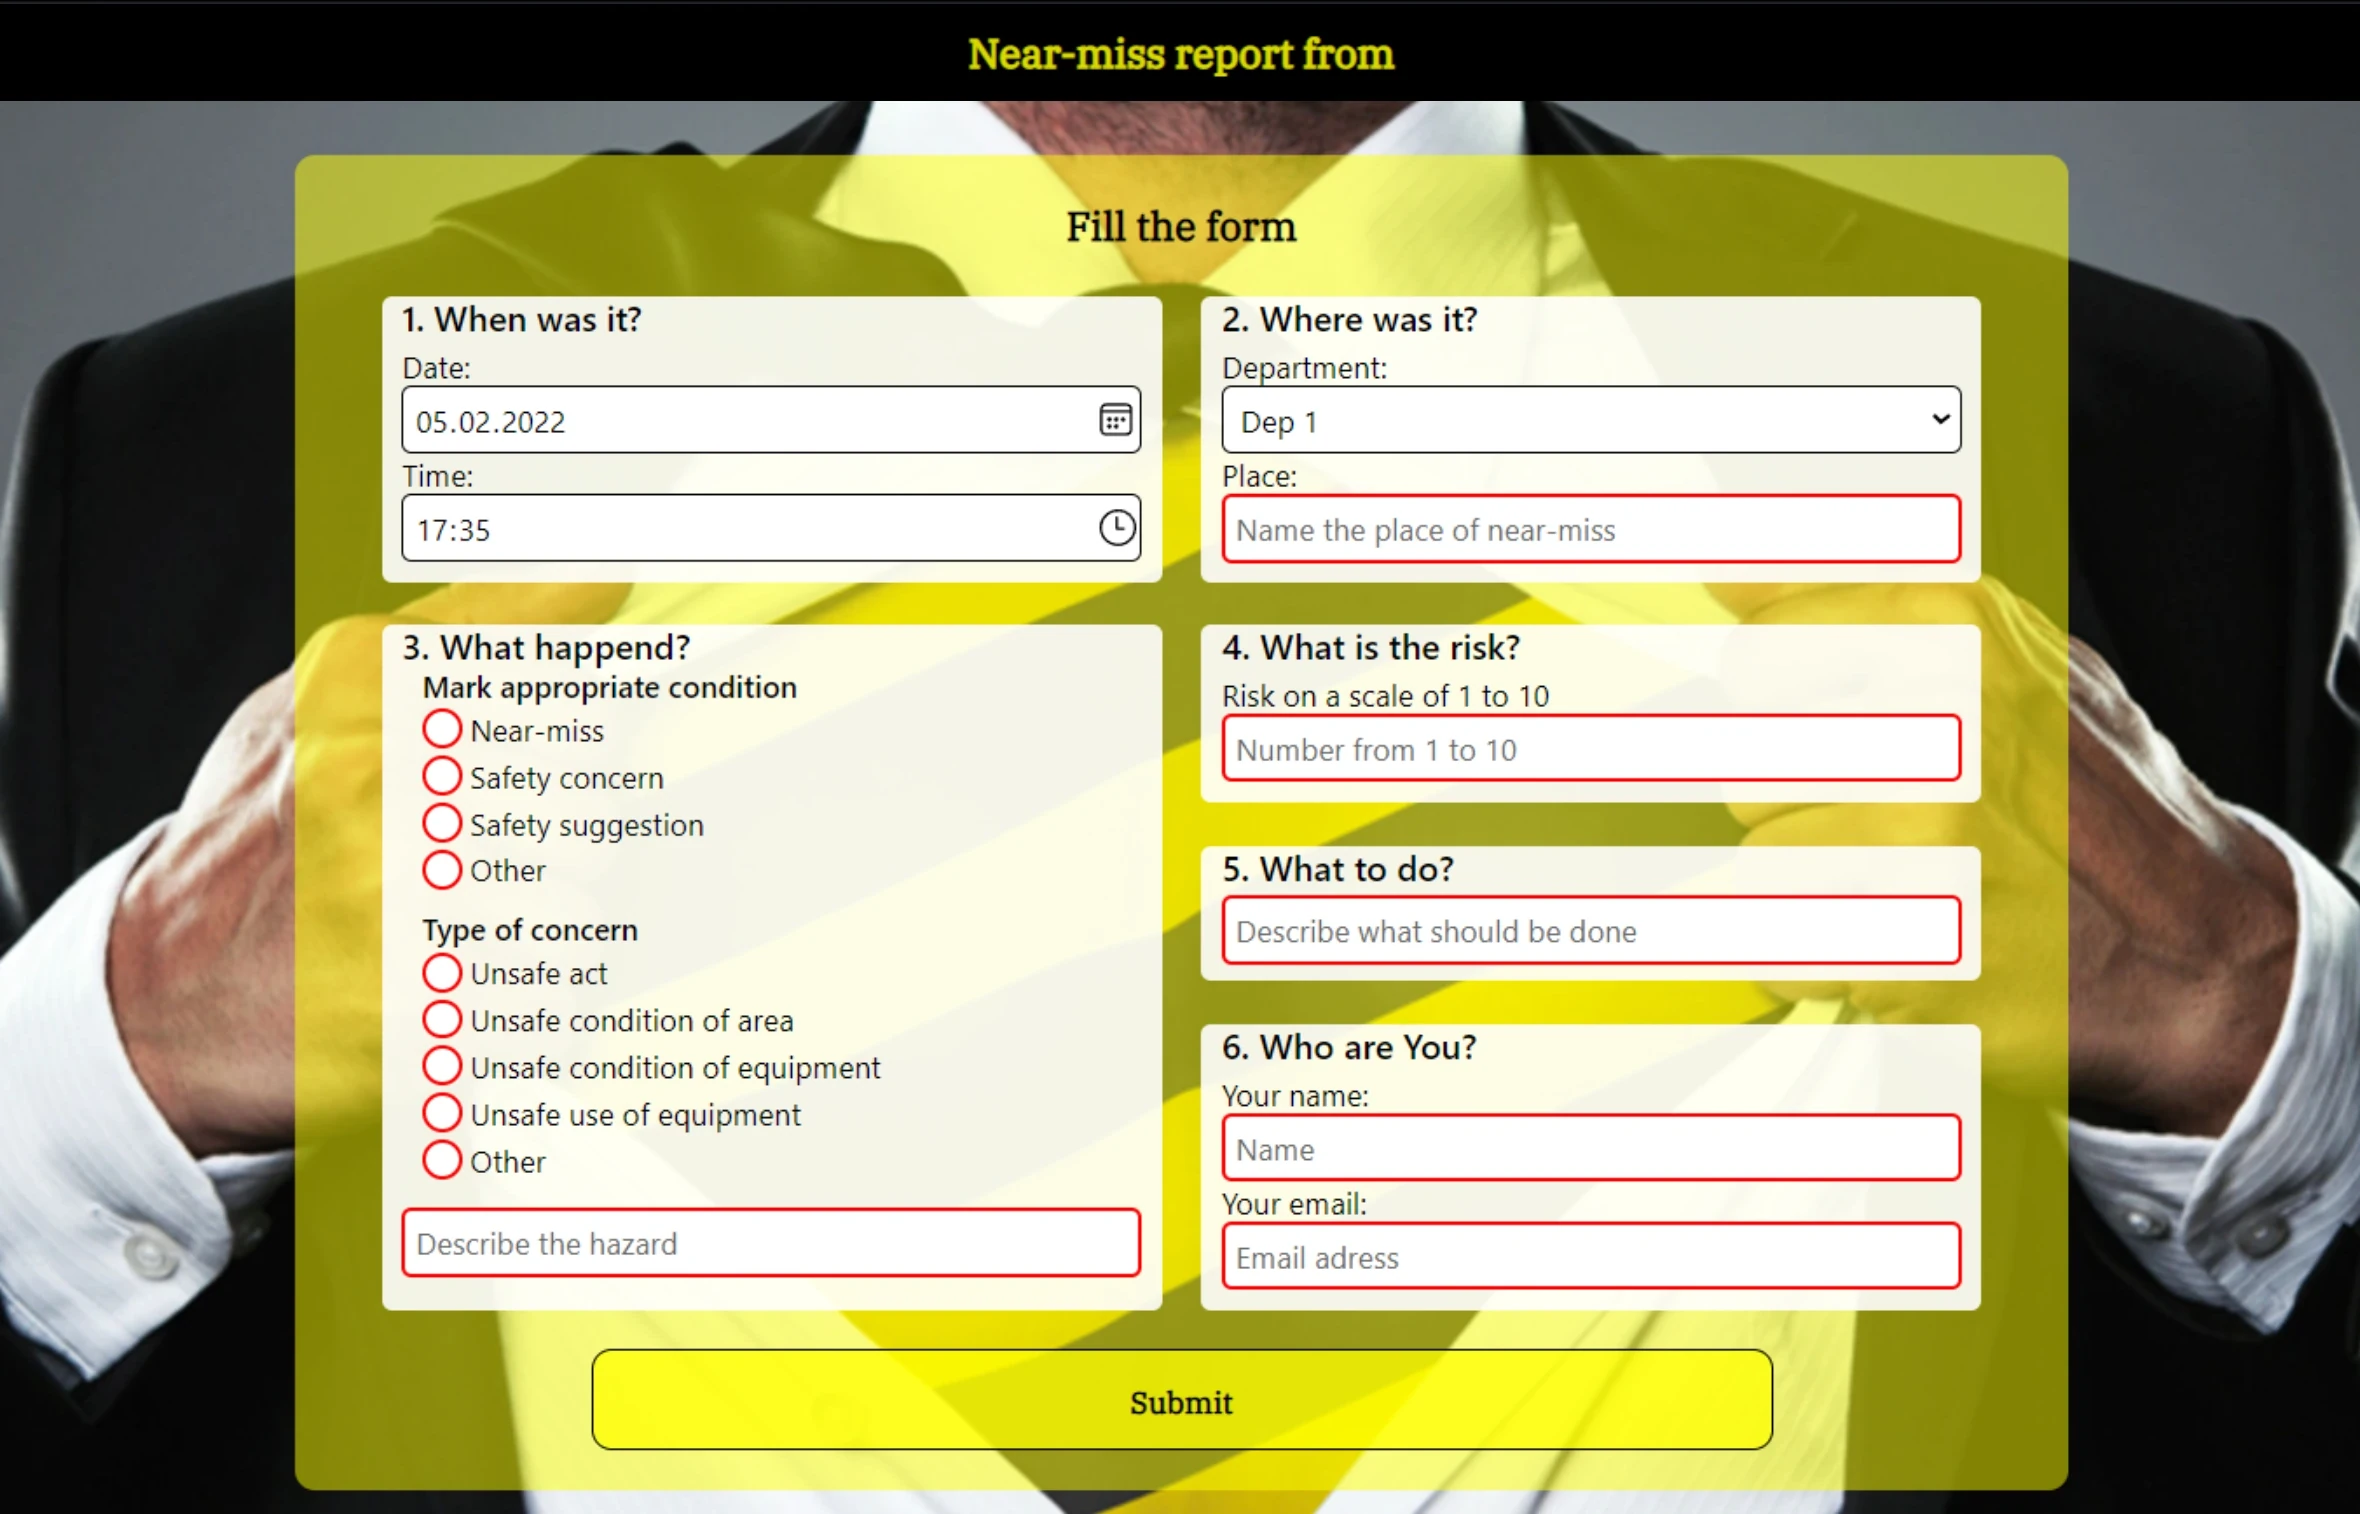 Near-miss report from
Fill the form
1. When was it?
Date:
05.02.2022
Time:
17:35
2. Where was it?
Department:
Dep 1
Place:
Name the place of near-miss
3. What happend?
Mark appropriate condition
Near-miss
Safety concern
Safety suggestion
Other
Type of concern
Unsafe act
Unsafe condition of area
Unsafe condition of equipment
Unsafe use of equipment
Other
Describe the hazard
4. What is the risk?
Risk on a scale of 1 to 10
Number from 1 to 10
5. What to do?
Describe what should be done
6. Who are You?
Your name:
Name
Your email:
Email adress
Submit